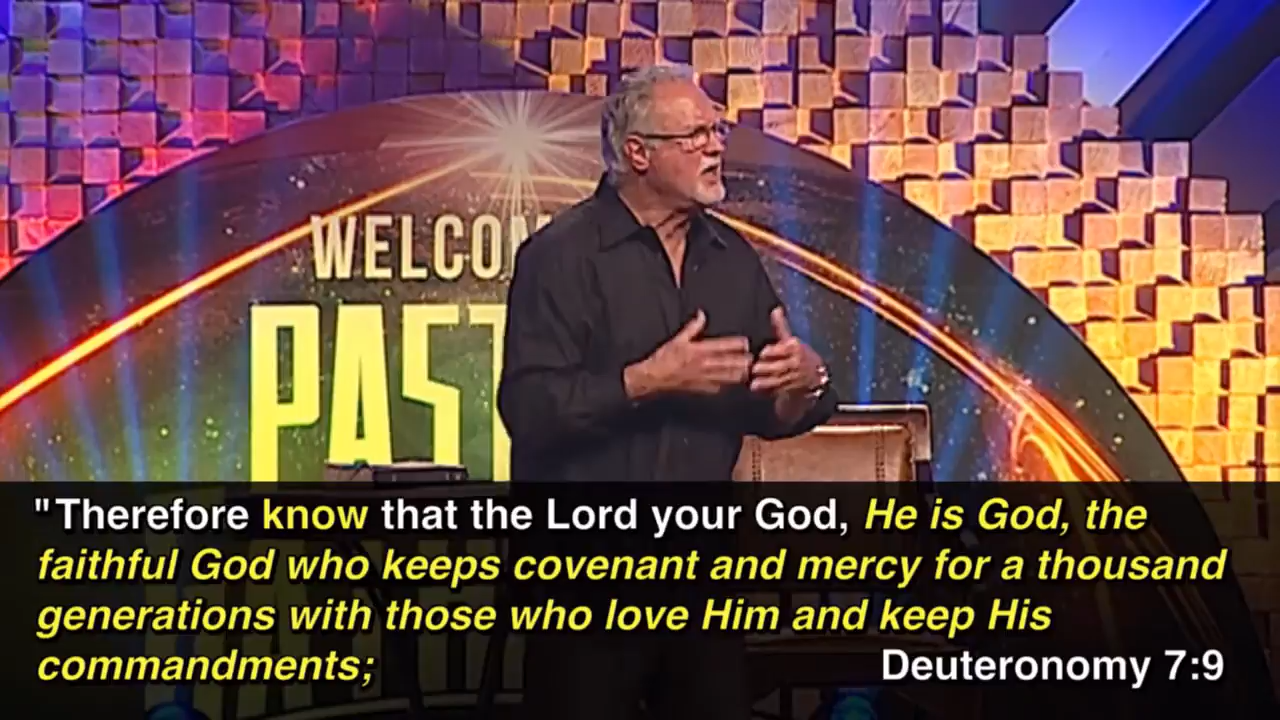 WELCOM
PAST
"Therefore know that the Lord your God, He is God, the
faithful God who keeps covenant and mercy for a thousand
generations with those who love Him and keep His
commandments;
Deuteronomy 7:9